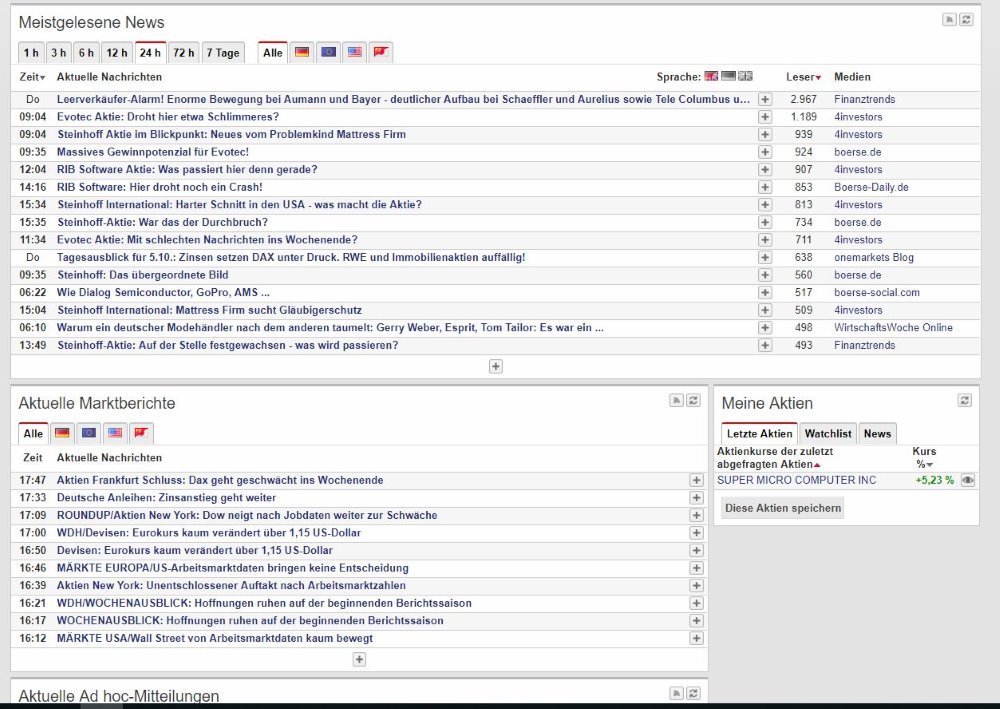 Meistgelesene News
1 h 3 h 6 h 12 h 24 h 72 h 7 Tage Alle
Zeit▾ Aktuelle Nachrichten Sprache: Leser▾ Medien
Do Leerverkäufer-Alarm! Enorme Bewegung bei Aumann und Bayer - deutlicher Aufbau bei Schaeffler und Aurelius sowie Tele Columbus u... + 2.967 Finanztrends
09:04 Evotec Aktie: Droht hier etwa Schlimmeres? + 1.189 4investors
09:04 Steinhoff Aktie im Blickpunkt: Neues vom Problemkind Mattress Firm + 939 4investors
09:35 Massives Gewinnpotenzial für Evotec! + 924 boerse.de
12:04 RIB Software Aktie: Was passiert hier denn gerade? + 907 4investors
14:16 RIB Software: Hier droht noch ein Crash! + 853 Boerse-Daily.de
15:34 Steinhoff International: Harter Schnitt in den USA - was macht die Aktie? + 813 4investors
15:35 Steinhoff-Aktie: War das der Durchbruch? + 734 boerse.de
11:34 Evotec Aktie: Mit schlechten Nachrichten ins Wochenende? + 711 4investors
Do Tagesausblick für 5.10.: Zinsen setzen DAX unter Druck. RWE und Immobilienaktien auffällig! + 638 onemarkets Blog
09:35 Steinhoff: Das übergeordnete Bild + 560 boerse.de
06:22 Wie Dialog Semiconductor, GoPro, AMS ... + 517 boerse-social.com
15:04 Steinhoff International: Mattress Firm sucht Gläubigerschutz + 509 4investors
06:10 Warum ein deutscher Modehändler nach dem anderen taumelt: Gerry Weber, Esprit, Tom Tailor: Es war ein ... + 498 WirtschaftsWoche Online
13:49 Steinhoff-Aktie: Auf der Stelle festgewachsen - was wird passieren? + 493 Finanztrends
+
Aktuelle Marktberichte
Alle
Zeit Aktuelle Nachrichten
17:47 Aktien Frankfurt Schluss: Dax geht geschwächt ins Wochenende +
17:33 Deutsche Anleihen: Zinsanstieg geht weiter +
17:09 ROUNDUP/Aktien New York: Dow neigt nach Jobdaten weiter zur Schwäche +
17:00 WDH/Devisen: Eurokurs kaum verändert über 1,15 US-Dollar +
16:50 Devisen: Eurokurs kaum verändert über 1,15 US-Dollar +
16:46 MÄRKTE EUROPA/US-Arbeitsmarktdaten bringen keine Entscheidung +
16:39 Aktien New York: Unentschlossener Auftakt nach Arbeitsmarktzahlen +
16:21 WDH/WOCHENAUSBLICK: Hoffnungen ruhen auf der beginnenden Berichtssaison +
16:17 WOCHENAUSBLICK: Hoffnungen ruhen auf der beginnenden Berichtssaison +
16:12 MÄRKTE USA/Wall Street von Arbeitsmarktdaten kaum bewegt +
+
Meine Aktien
Letzte Aktien Watchlist News
Aktienkurse der zuletzt
abgefragten Aktien▴
Kurs
%▾
SUPER MICRO COMPUTER INC +5,23 %
Diese Aktien speichern
Aktuelle Ad hoc-Mitteilungen